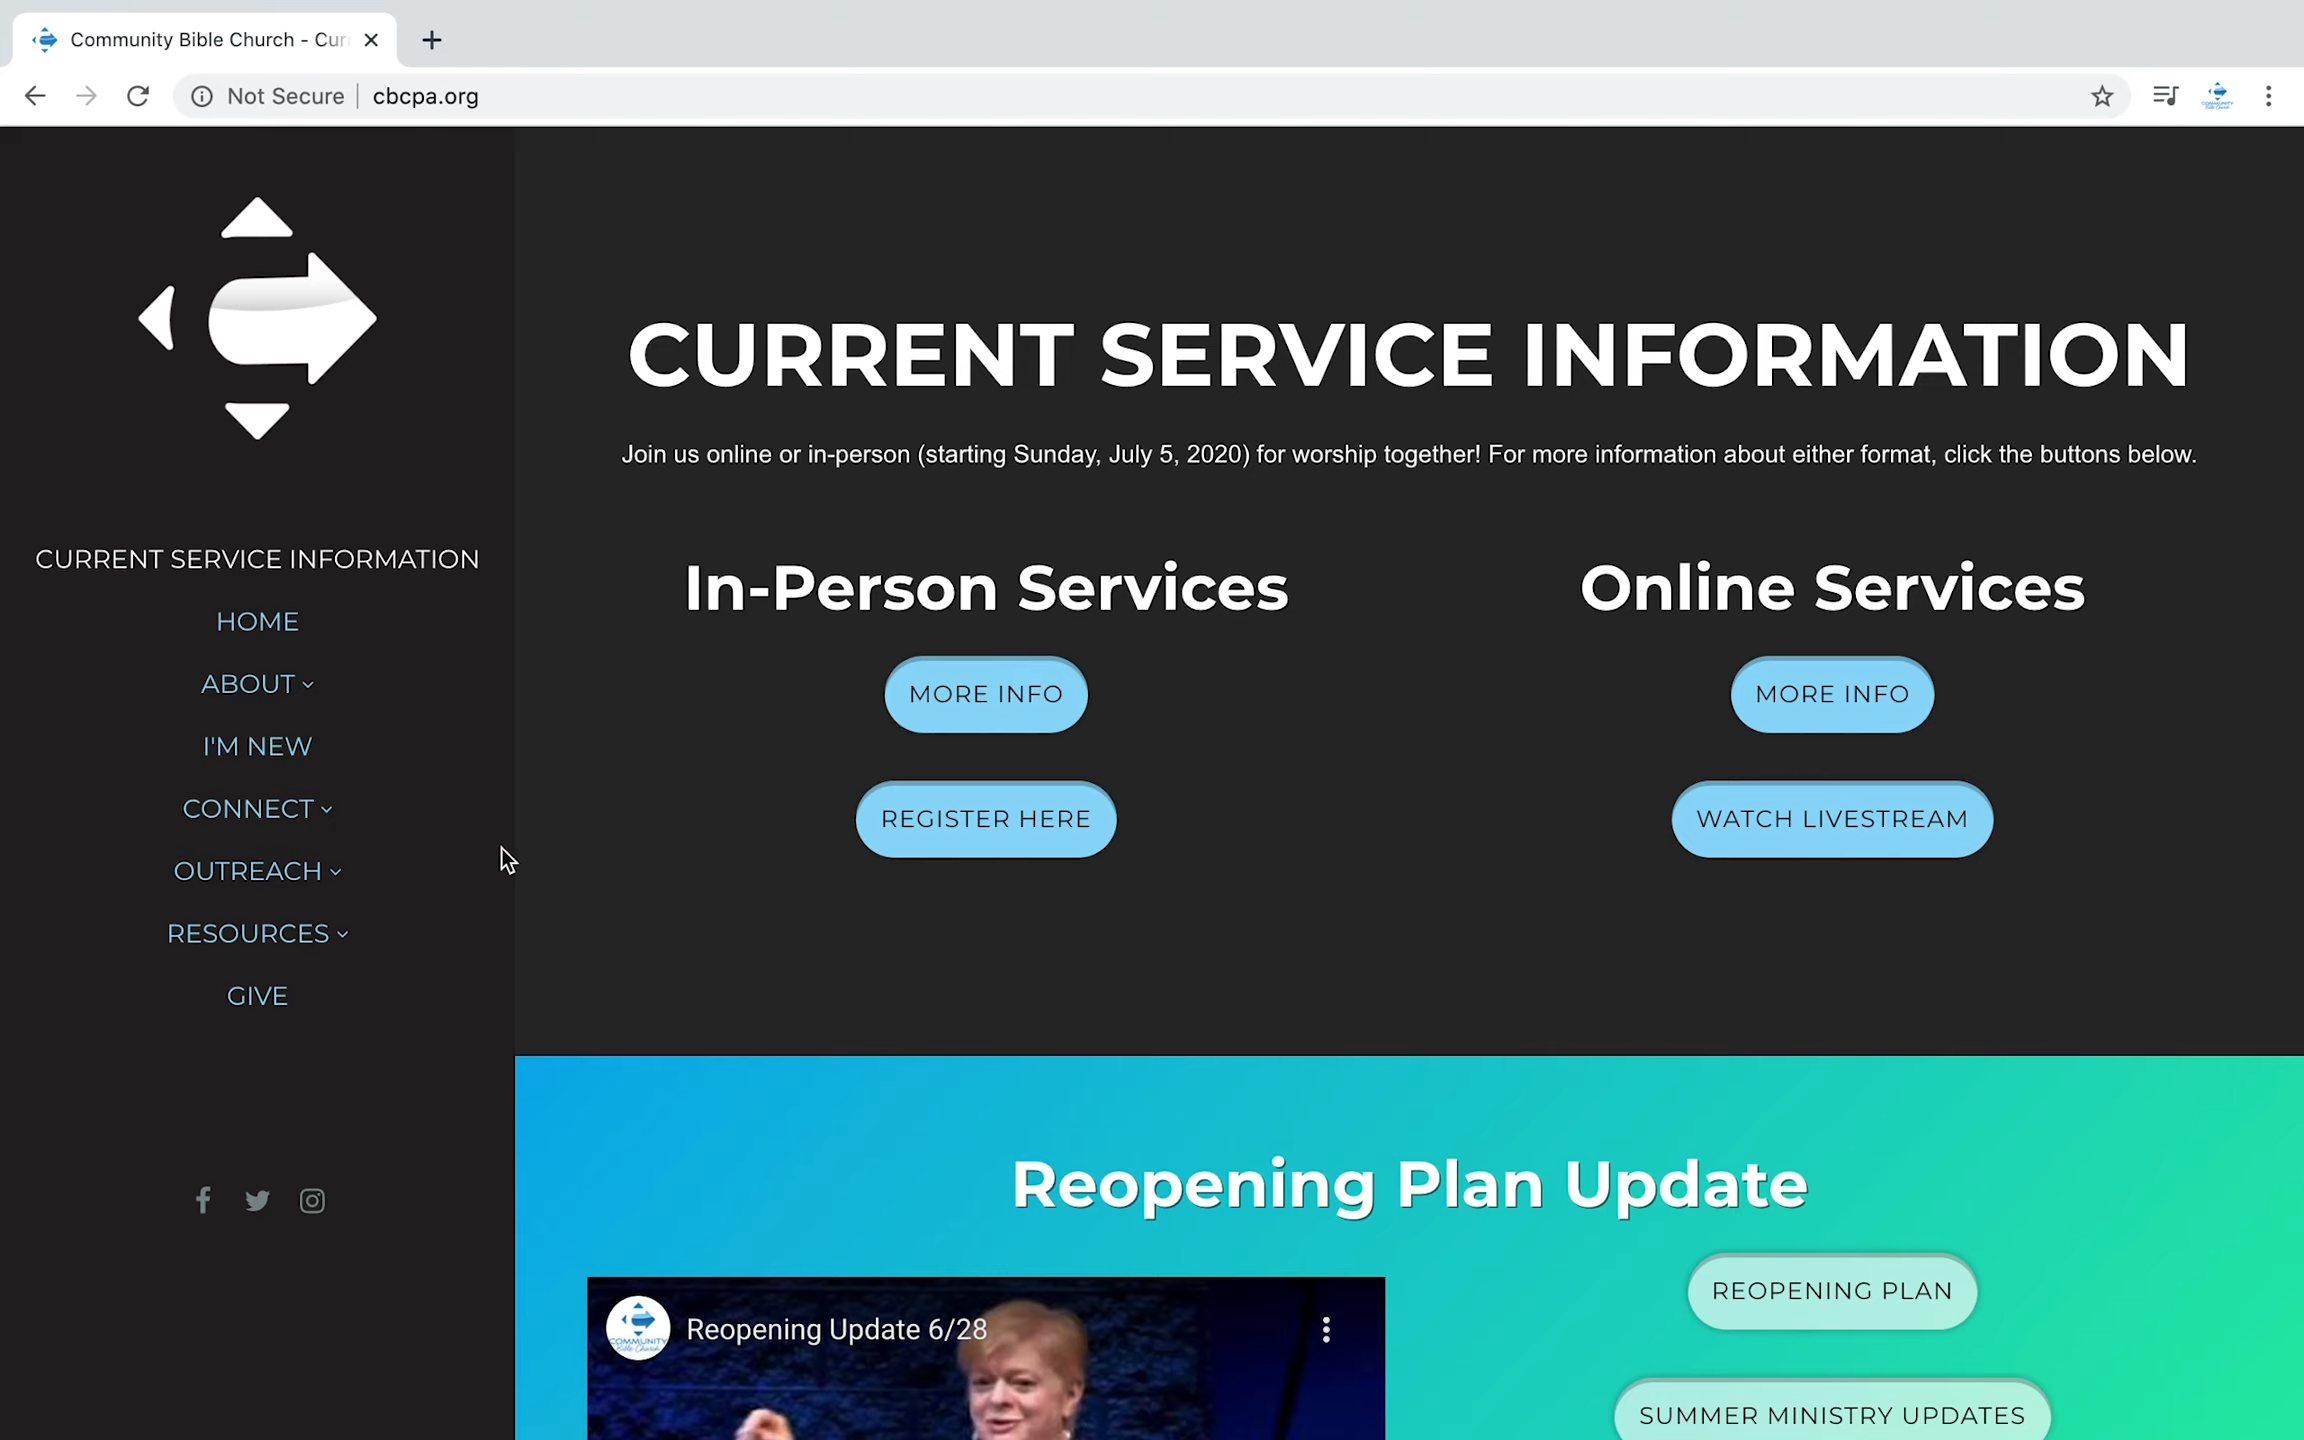 Community Bible Church - Cur
Not Secure
cbcpa.org
CURRENT SERVICE INFORMATION
HOME
ABOUT
I'M NEW
CONNECT
OUTREACH
RESOURCES
GIVE
CURRENT SERVICE INFORMATION
Join us online or in-person (starting Sunday, July 5, 2020) for worship together! For more information about either format, click the buttons below.
In-Person Services
MORE INFO
REGISTER HERE
Online Services
MORE INFO
WATCH LIVESTREAM
Reopening Plan Update
COMMUNITY
Bible Church
Reopening Update 6/28
REOPENING PLAN
SUMMER MINISTRY UPDATES